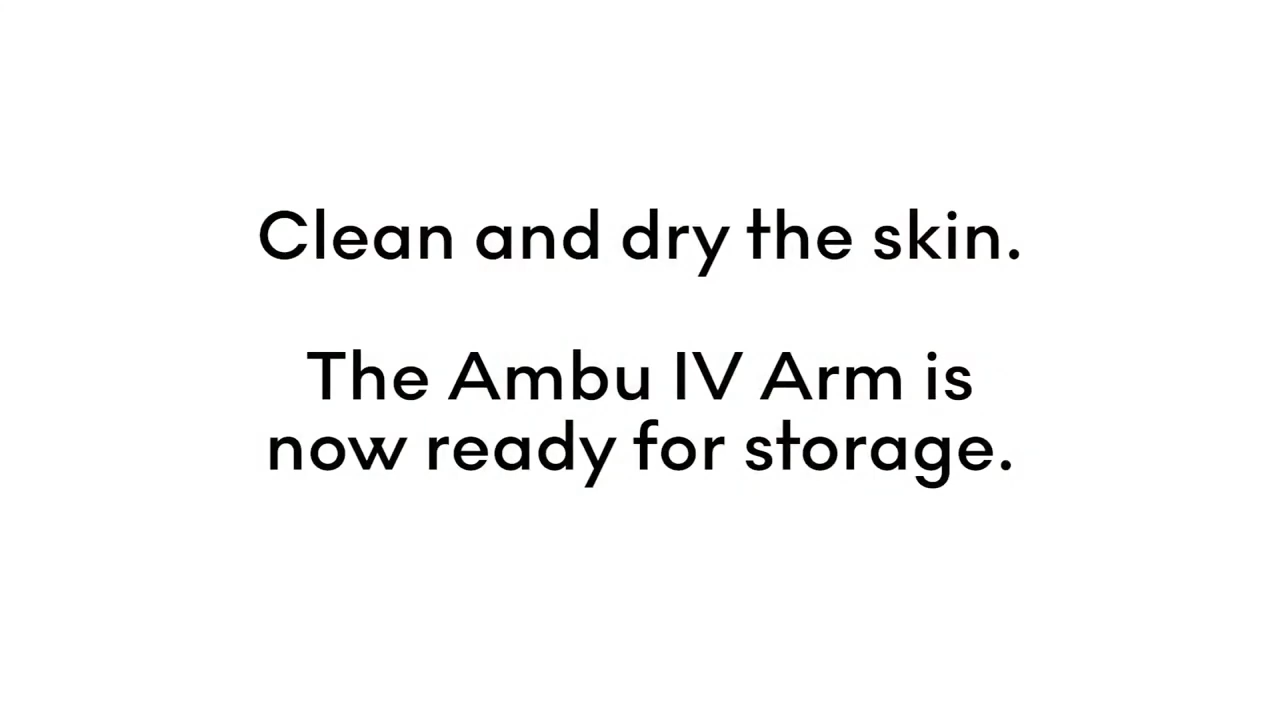 Clean and dry the skin.
The Ambu IV Arm is
now ready for storage.